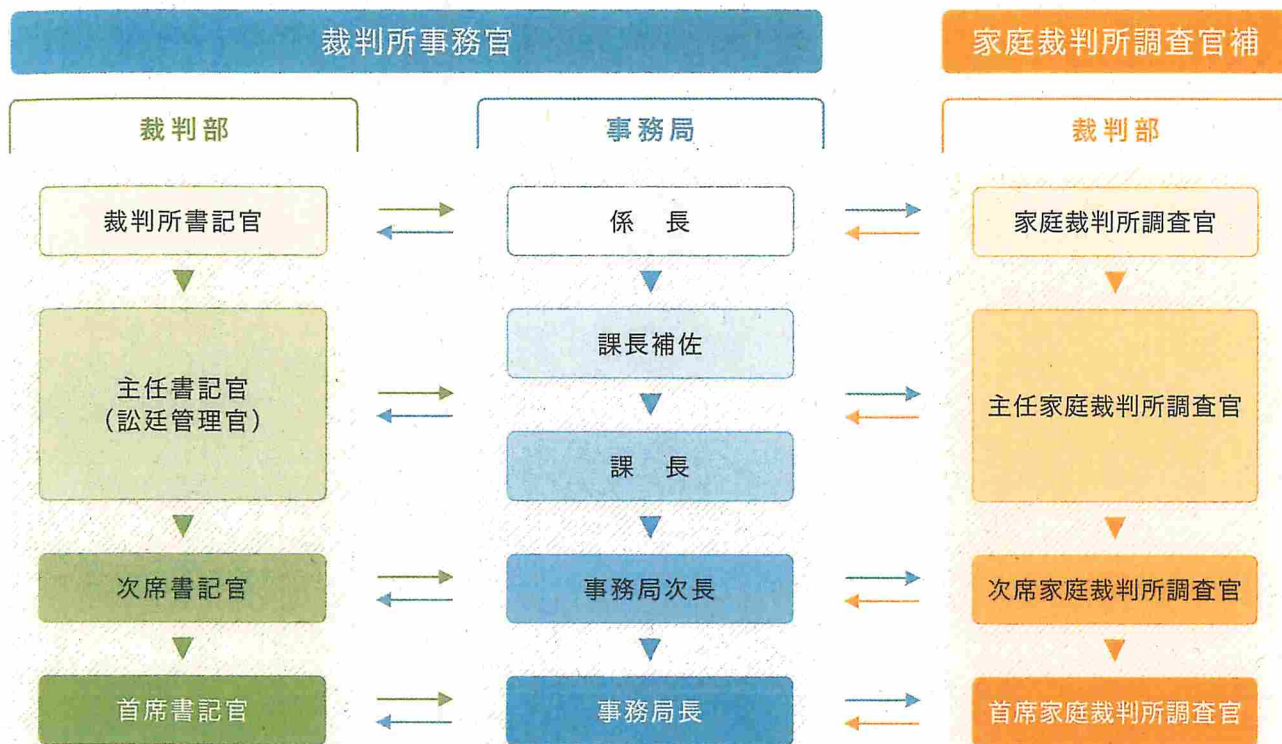 裁判所事務官
家庭裁判所調査官補
裁判部
事務局
裁判部
裁判所書記官
係　長
家庭裁判所調査官
課長補佐
主任書記官
（訟廷管理官）
主任家庭裁判所調査官
課　長
次席書記官
事務局次長
次席家庭裁判所調査官
首席書記官
事務局長
首席家庭裁判所調査官